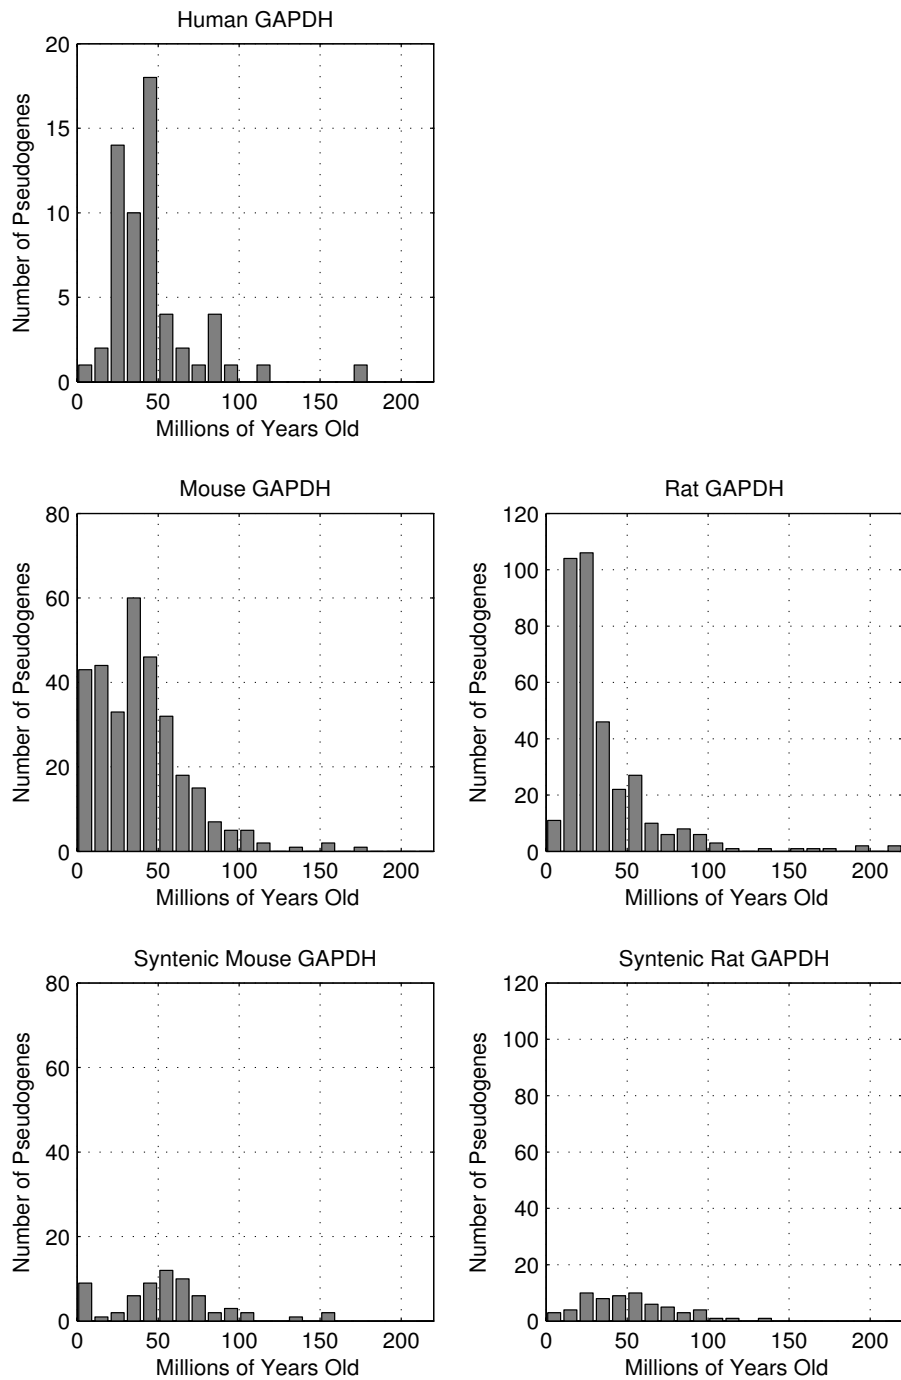 Human GAPDH
20
15
10
5
0
Number of Pseudogenes
0 50 100 150 200
Millions of Years Old
Mouse GAPDH
80
60
40
20
0
Number of Pseudogenes
0 50 100 150 200
Millions of Years Old
Rat GAPDH
120
100
80
60
40
20
0
Number of Pseudogenes
0 50 100 150 200
Millions of Years Old
Syntenic Mouse GAPDH
80
60
40
20
0
Number of Pseudogenes
0 50 100 150 200
Millions of Years Old
Syntenic Rat GAPDH
120
100
80
60
40
20
0
Number of Pseudogenes
0 50 100 150 200
Millions of Years Old